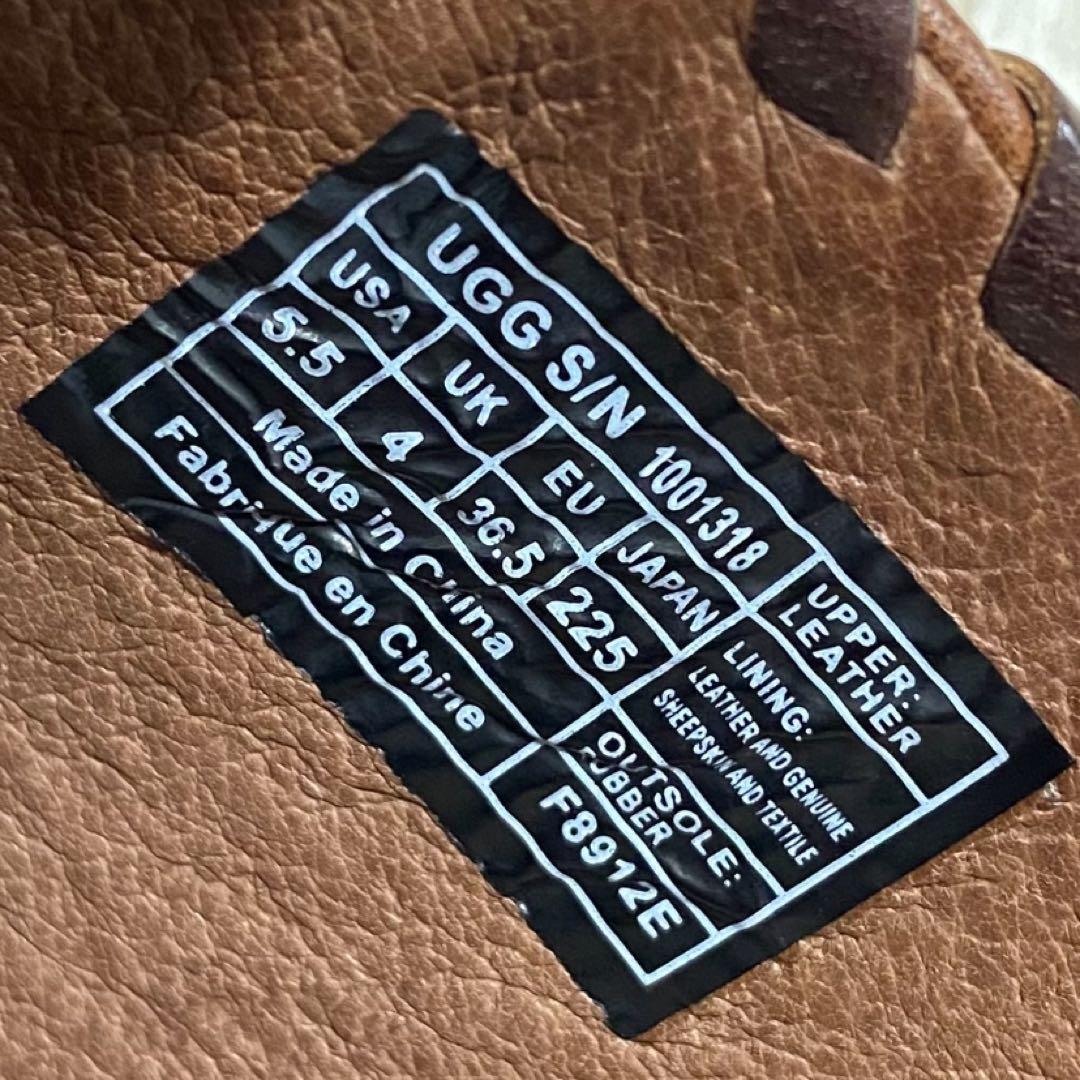 UGG S/N 1001318
UPPER:
LEATHER
USA UK EU JAPAN
5.5 4 36.5 225
LINING:
LEATHER AND GENUINE
SHEEPSKIN AND TEXTILE
Made in China
Fabrique en Chine
OUTSOLE:
RUBBER
F8912E